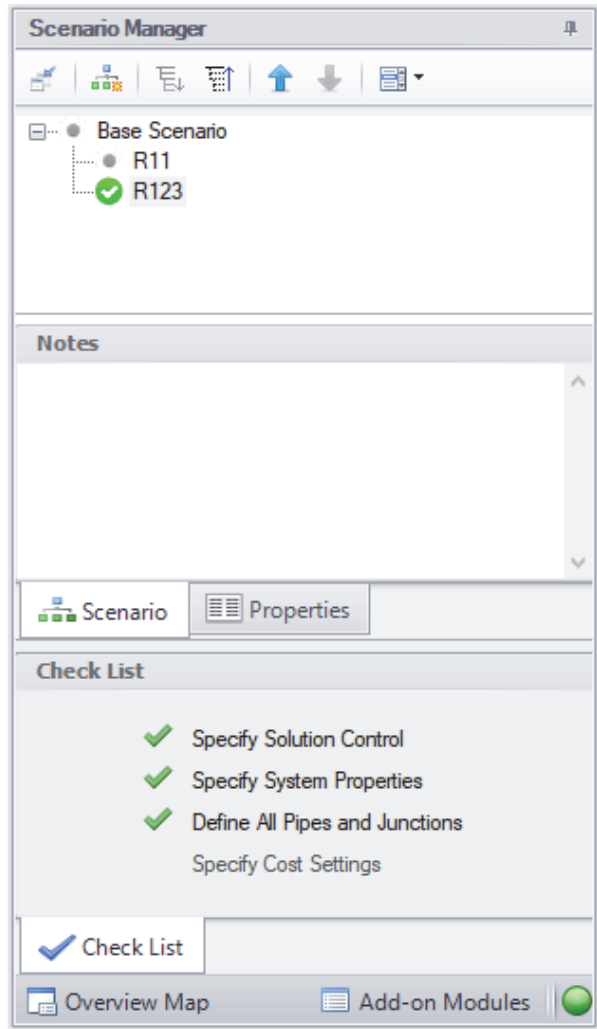 Scenario Manager
Base Scenario
R11
R123
Notes
Scenario Properties
Check List
Specify Solution Control
Specify System Properties
Define All Pipes and Junctions
Specify Cost Settings
Check List
Overview Map Add-on Modules